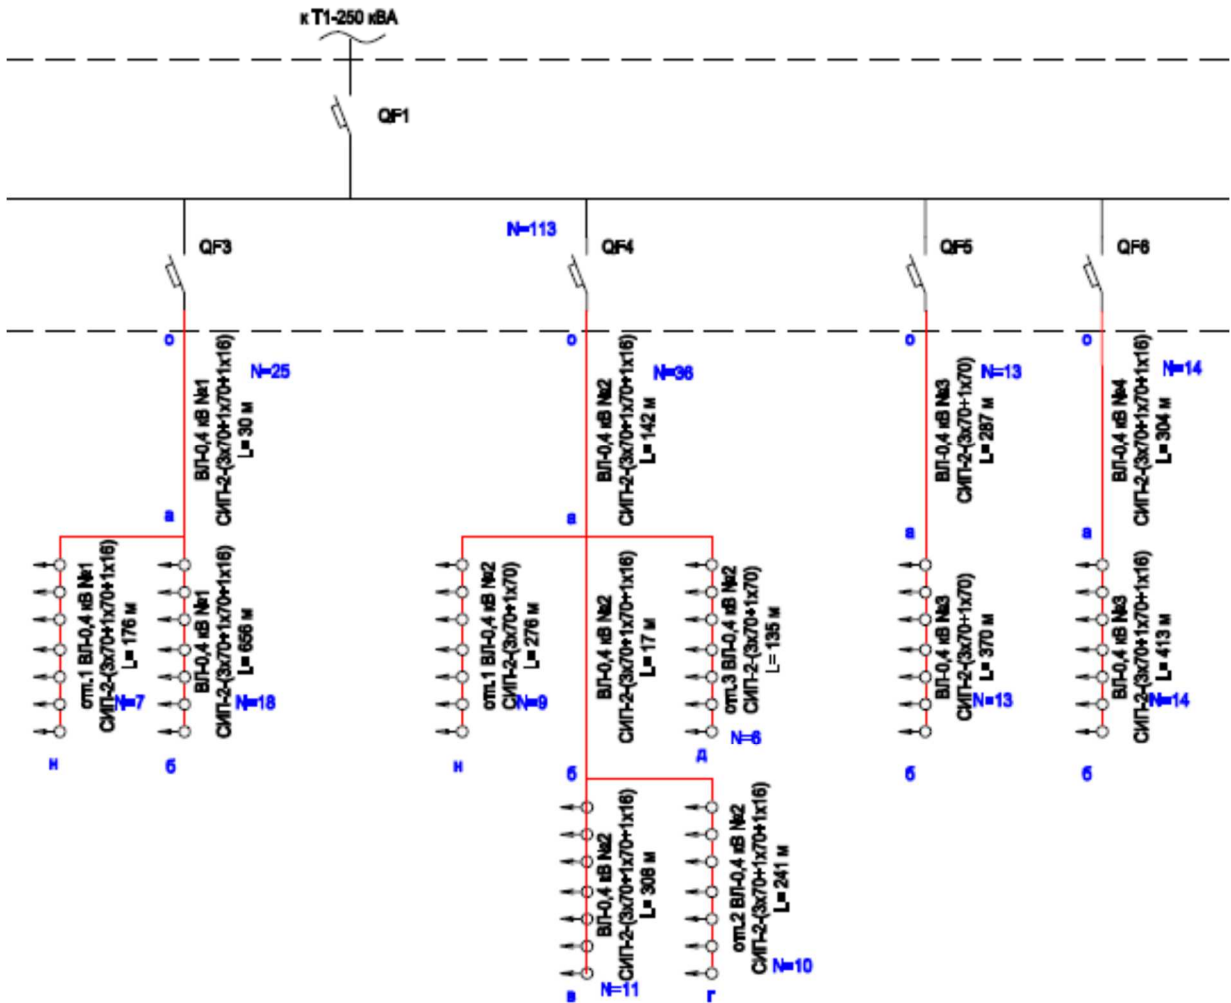 к Т1-250 кВА
QF1
QF3
N=113
QF4
QF5
QF6
о
ВЛ-0,4 кВ №1
СИП-2-(3х70+1х70+1х16)
L= 30 м
N=25
а
отп.1 ВЛ-0,4 кВ №1
СИП-2-(3х70+1х70+1х16)
L= 176 м
N=7
н
ВЛ-0,4 кВ №1
СИП-2-(3х70+1х70+1х16)
L= 656 м
N=18
б
о
ВЛ-0,4 кВ №2
СИП-2-(3х70+1х70+1х16)
L= 142 м
N=36
а
отп.1 ВЛ-0,4 кВ №2
СИП-2-(3х70+1х70)
L= 276 м
N=9
н
ВЛ-0,4 кВ №2
СИП-2-(3х70+1х70+1х16)
L= 17 м
б
отп.3 ВЛ-0,4 кВ №2
СИП-2-(3х70+1х70)
L= 135 м
N=6
д
ВЛ-0,4 кВ №2
СИП-2-(3х70+1х70+1х16)
L= 308 м
N=11
в
отп.2 ВЛ-0,4 кВ №2
СИП-2-(3х70+1х70+1х16)
L= 241 м
N=10
г
о
ВЛ-0,4 кВ №3
СИП-2-(3х70+1х70)
L= 287 м
N=13
а
ВЛ-0,4 кВ №3
СИП-2-(3х70+1х70)
L= 370 м
N=13
б
о
ВЛ-0,4 кВ №4
СИП-2-(3х70+1х70+1х16)
L= 304 м
N=14
а
ВЛ-0,4 кВ №3
СИП-2-(3х70+1х70+1х16)
L= 413 м
N=14
б